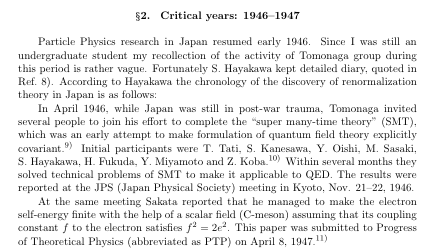 §2. Critical years: 1946–1947
Particle Physics research in Japan resumed early 1946. Since I was still an
undergraduate student my recollection of the activity of Tomonaga group during
this period is rather vague. Fortunately S. Hayakawa kept detailed diary, quoted in
Ref. 8). According to Hayakawa the chronology of the discovery of renormalization
theory in Japan is as follows:
In April 1946, while Japan was still in post-war trauma, Tomonaga invited
several people to join his effort to complete the “super many-time theory” (SMT),
which was an early attempt to make formulation of quantum field theory explicitly
covariant.9) Initial participants were T. Tati, S. Kanesawa, Y. Oishi, M. Sasaki,
S. Hayakawa, H. Fukuda, Y. Miyamoto and Z. Koba.10) Within several months they
solved technical problems of SMT to make it applicable to QED. The results were
reported at the JPS (Japan Physical Society) meeting in Kyoto, Nov. 21–22, 1946.
At the same meeting Sakata reported that he managed to make the electron
self-energy finite with the help of a scalar field (C-meson) assuming that its coupling
constant f to the electron satisfies f² = 2e². This paper was submitted to Progress
of Theoretical Physics (abbreviated as PTP) on April 8, 1947.11)